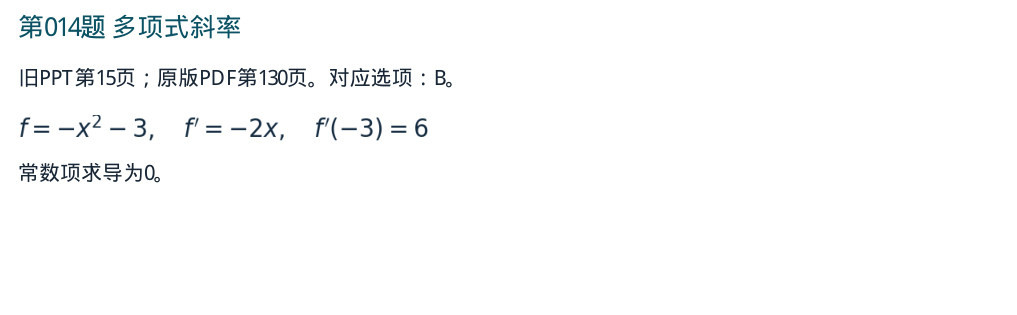 第014题 多项式斜率
旧PPT第15页；原版PDF第130页。对应选项：B。
f = −x² − 3, f′ = −2x, f′(−3) = 6
常数项求导为0。